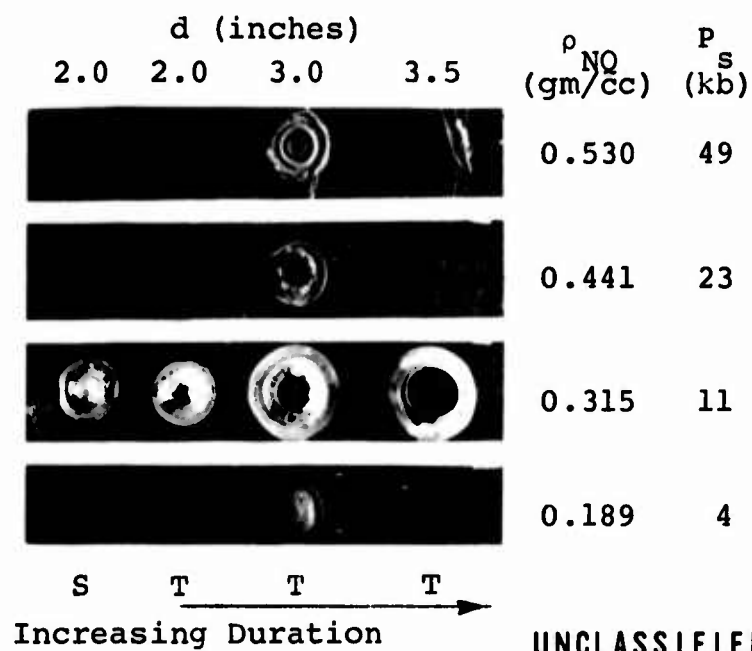 d (inches)
2.0 2.0 3.0 3.5 ρNQ (gm/cc) Ps (kb)
0.530 49
0.441 23
0.315 11
0.189 4
S T T T
Increasing Duration
UNCLASSIFIED